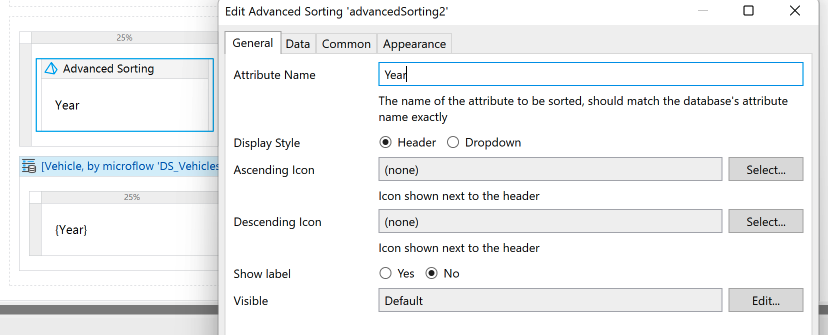 Edit Advanced Sorting 'advancedSorting2'
General Data Common Appearance
25%
Advanced Sorting
Year
[Vehicle, by microflow 'DS_Vehicles
25%
{Year}
Attribute Name Year
The name of the attribute to be sorted, should match the database's attribute
name exactly
Display Style Header Dropdown
Ascending Icon (none) Select...
Icon shown next to the header
Descending Icon (none) Select...
Icon shown next to the header
Show label Yes No
Visible Default Edit...